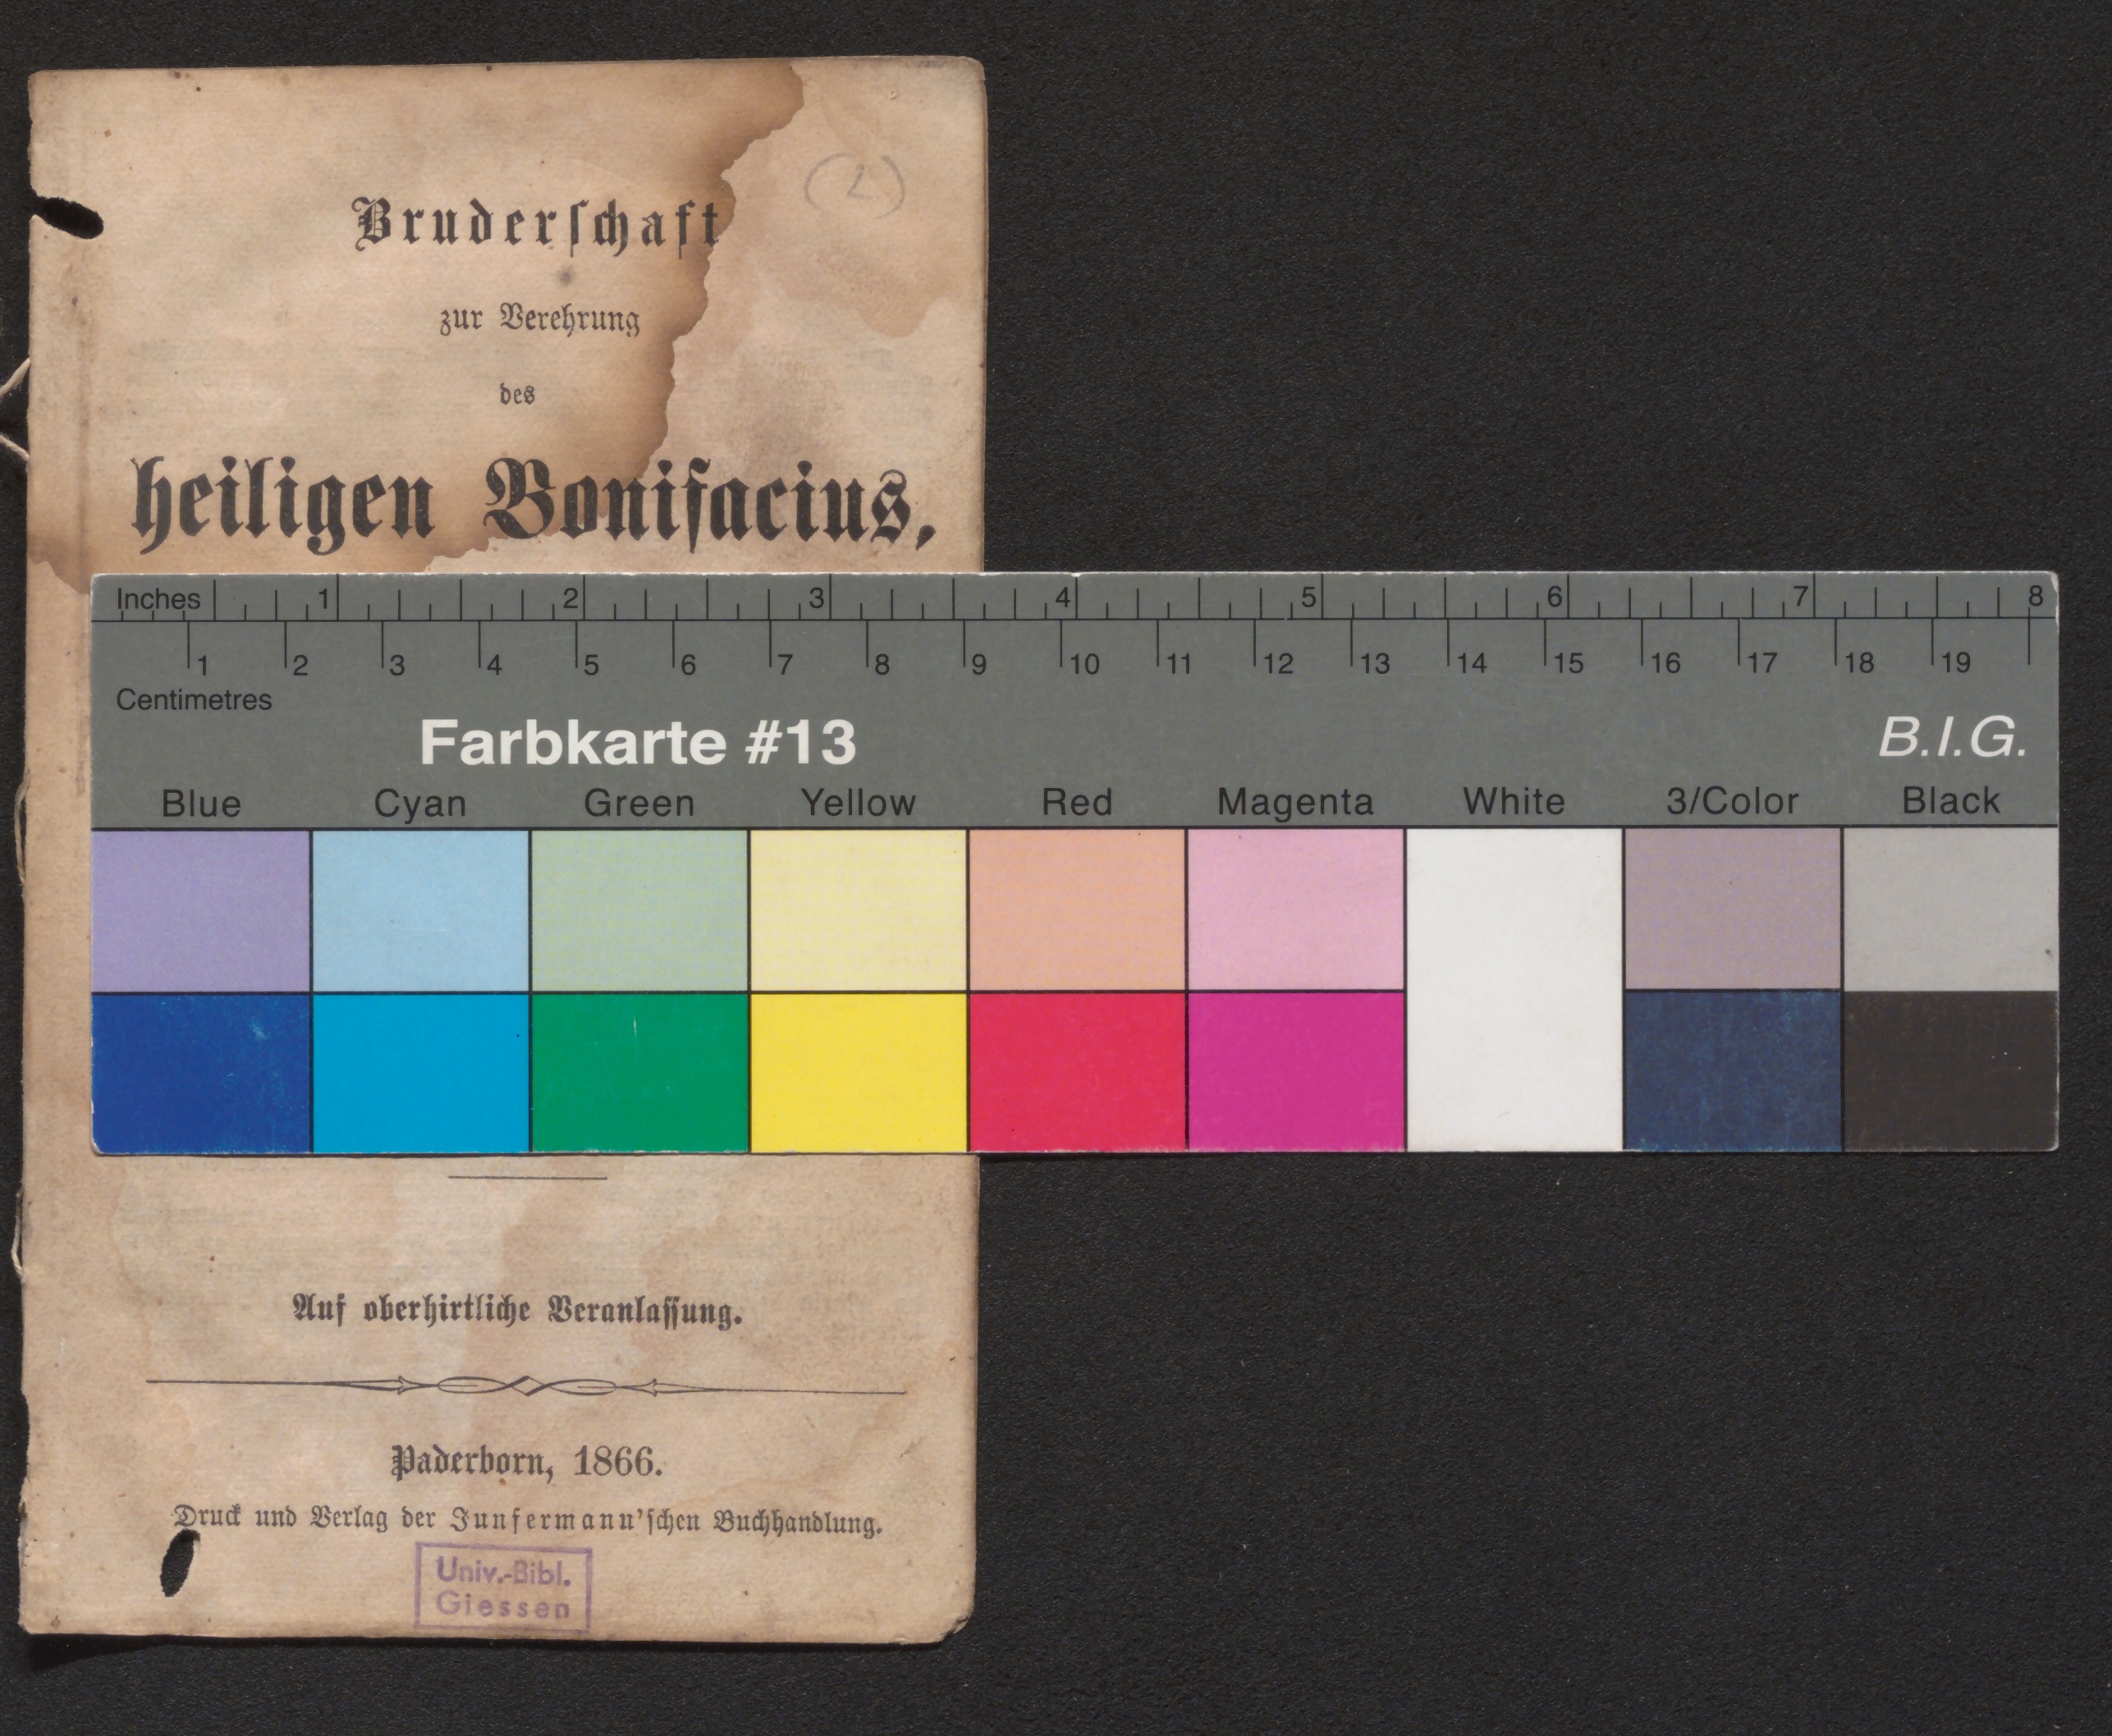 (2)
Bruderschaft
zur Verehrung
des
heiligen Bonifacius,
Inches 1 2 3 4 5 6 7 8
1 2 3 4 5 6 7 8 9 10 11 12 13 14 15 16 17 18 19
Centimetres
Farbkarte #13 B.I.G.
Blue Cyan Green Yellow Red Magenta White 3/Color Black
Auf oberhirtliche Veranlassung.
Paderborn, 1866.
Druck und Verlag der Junfermann'schen Buchhandlung.
Univ.-Bibl.
Giessen